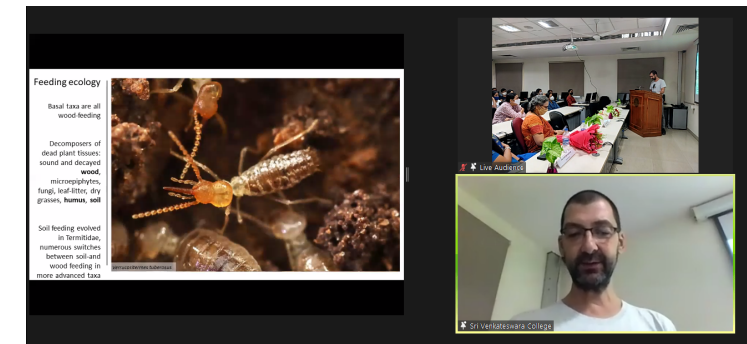 Feeding ecology
Basal taxa are all
wood-feeding
Decomposers of
dead plant tissues:
sound and decayed
wood,
microepiphytes,
fungi, leaf-litter, dry
grasses, humus, soil
Soil feeding evolved
in Termitidae,
numerous switches
between soil-and
wood feeding in
more advanced taxa
Live Audience
Sri Venkateswara College